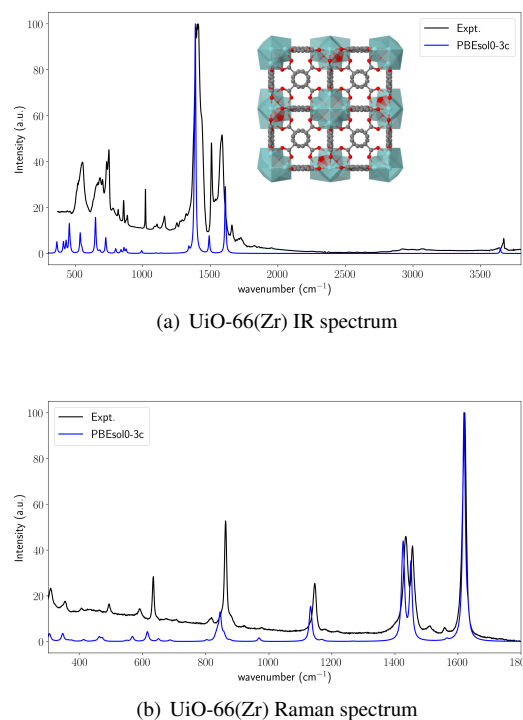 100
80
60
40
20
0
Intensity (a.u.)
Expt.
PBEsol0-3c
500
1000
1500
2000
2500
3000
3500
wavenumber (cm⁻¹)
(a) UiO-66(Zr) IR spectrum
100
80
60
40
20
0
Intensity (a.u.)
Expt.
PBEsol0-3c
400
600
800
1000
1200
1400
1600
1800
wavenumber (cm⁻¹)
(b) UiO-66(Zr) Raman spectrum